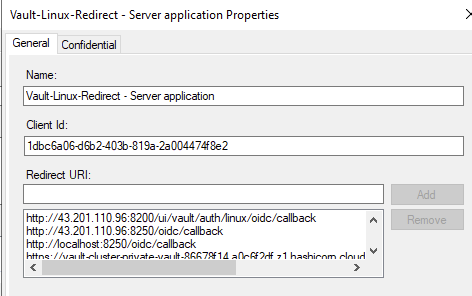 Vault-Linux-Redirect - Server application Properties
General Confidential
Name:
Vault-Linux-Redirect - Server application
Client Id:
1dbc6a06-d6b2-403b-819a-2a004474f8e2
Redirect URI:
Add
http://43.201.110.96:8200/ui/vault/auth/linux/oidc/callback
http://43.201.110.96:8250/oidc/callback
http://localhost:8250/oidc/callback
https://vault-cluster-private-vault-86678f14.a0c6f2df.z1.hashicorp.cloud
Remove